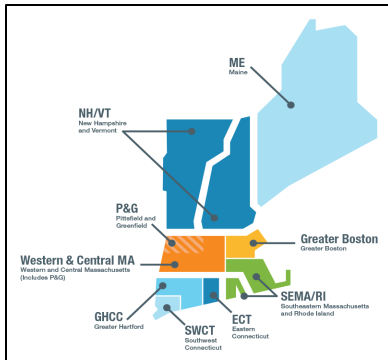 ME
Maine
NH/VT
New Hampshire
and Vermont
P&G
Pittsfield and
Greenfield
Greater Boston
Greater Boston
Western & Central MA
Western and Central Massachusetts
(Includes P&G)
SEMA/RI
Southeastern Massachusetts
and Rhode Island
GHCC
Greater Hartford
ECT
Eastern
Connecticut
SWCT
Southwest
Connecticut